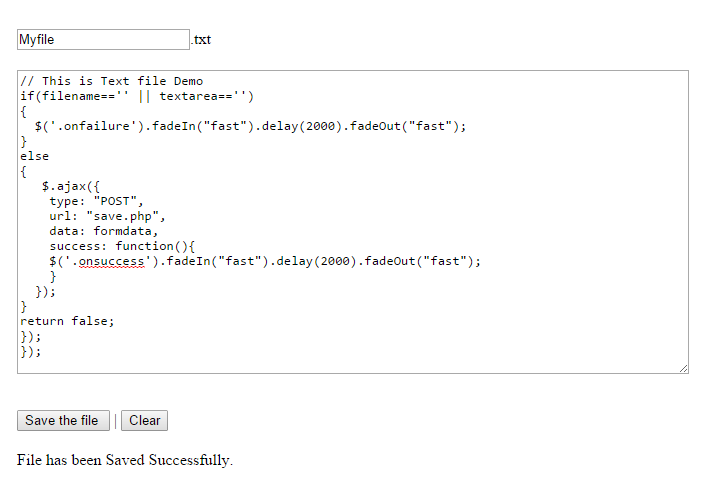 Myfile .txt
// This is Text file Demo
if(filename=='' || textarea=='')
{
  $('.onfailure').fadeIn("fast").delay(2000).fadeOut("fast");
}
else
{
   $.ajax({
    type: "POST",
    url: "save.php",
    data: formdata,
    success: function(){
    $('.onsuccess').fadeIn("fast").delay(2000).fadeOut("fast");
    }
  });
}
return false;
});
});
Save the file | Clear
File has been Saved Successfully.